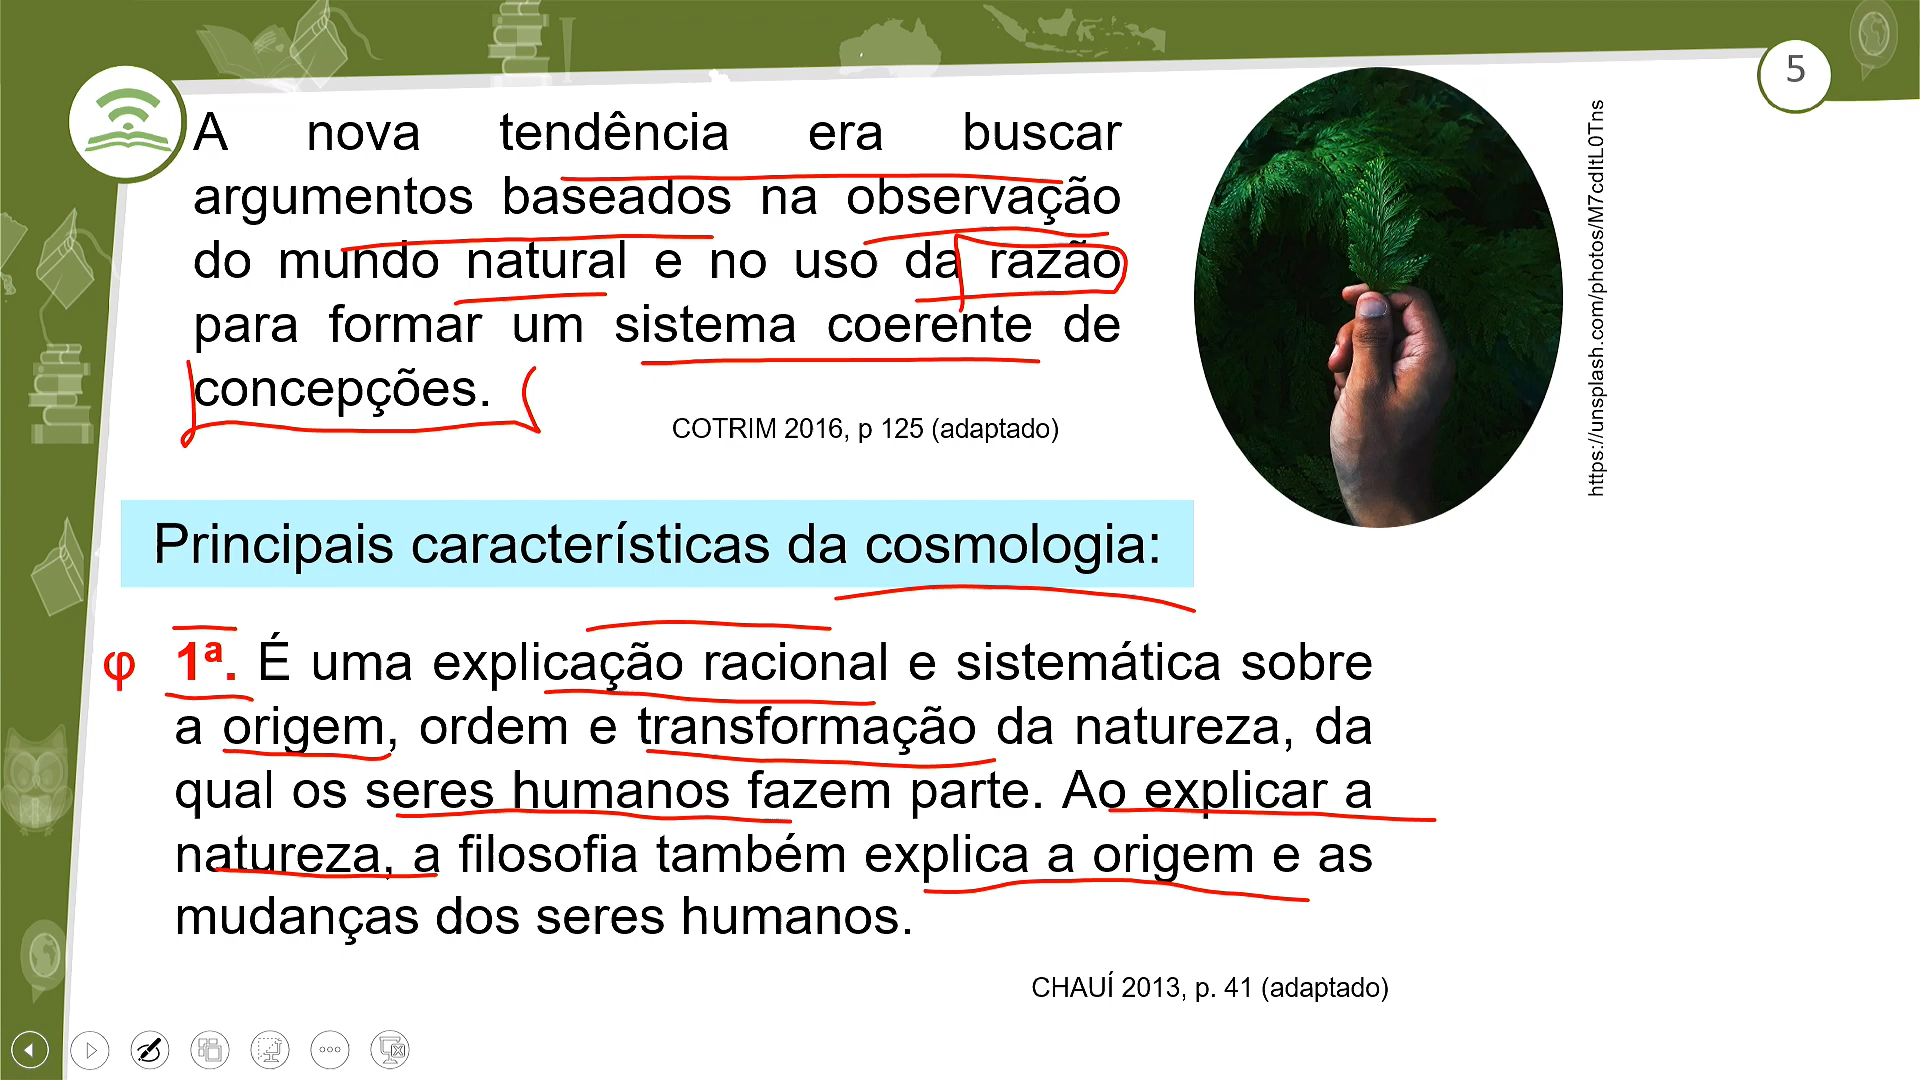 5
A nova tendência era buscar
argumentos baseados na observação
do mundo natural e no uso da razão
para formar um sistema coerente de
concepções.
COTRIM 2016, p 125 (adaptado)
https://unsplash.com/photos/M7cdItL0Tns
Principais características da cosmologia:
φ 1ª. É uma explicação racional e sistemática sobre
a origem, ordem e transformação da natureza, da
qual os seres humanos fazem parte. Ao explicar a
natureza, a filosofia também explica a origem e as
mudanças dos seres humanos.
CHAUÍ 2013, p. 41 (adaptado)